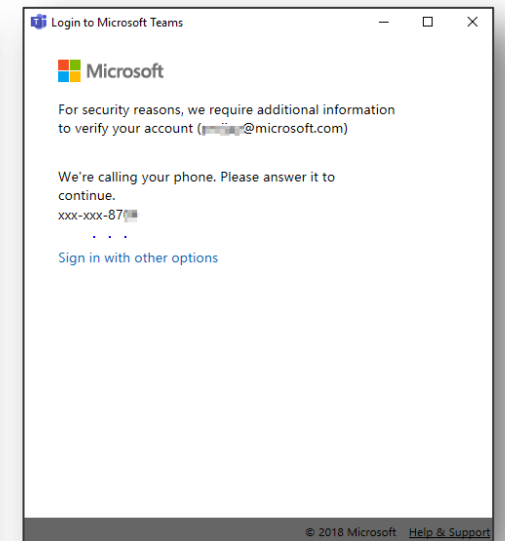 Login to Microsoft Teams
Microsoft
For security reasons, we require additional information
to verify your account (@microsoft.com)
We're calling your phone. Please answer it to
continue.
xxx-xxx-87
Sign in with other options
© 2018 Microsoft Help & Support